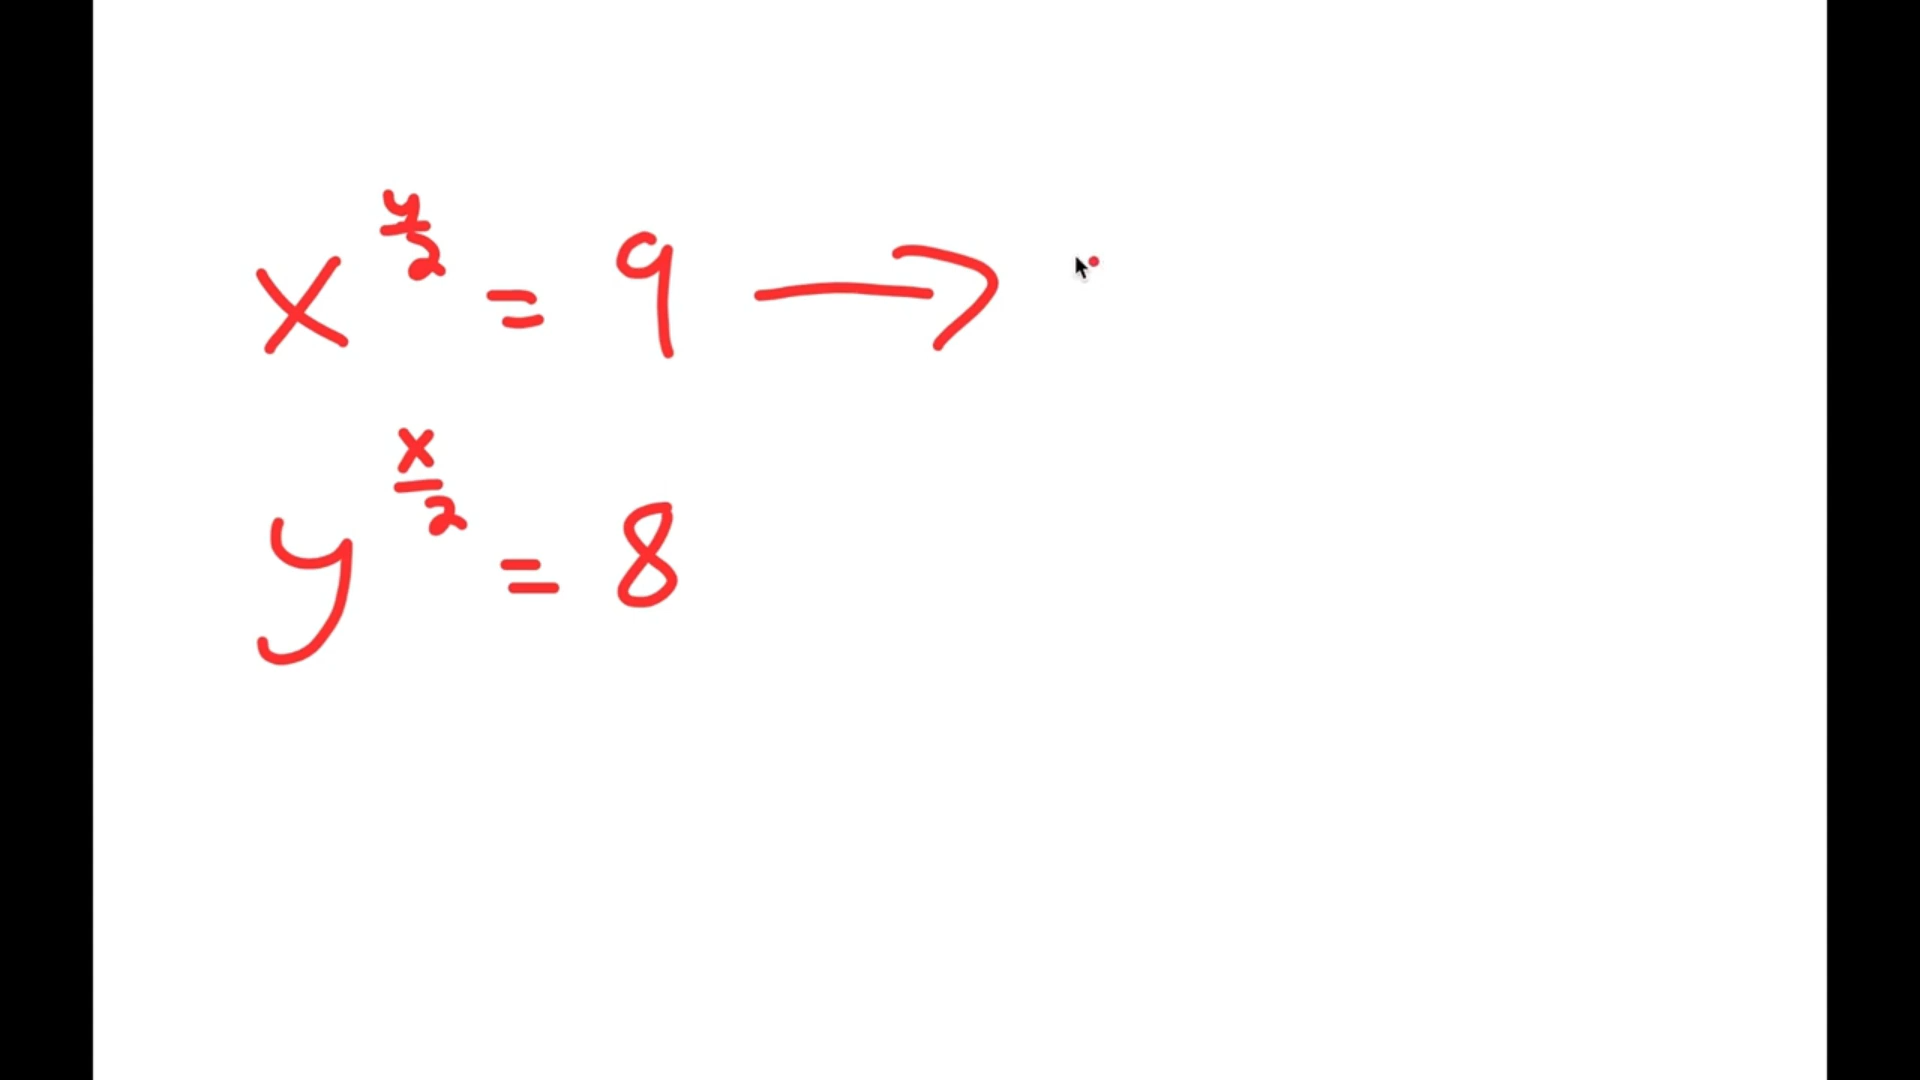 x^(y/2) = 9 →
y^(x/2) = 8